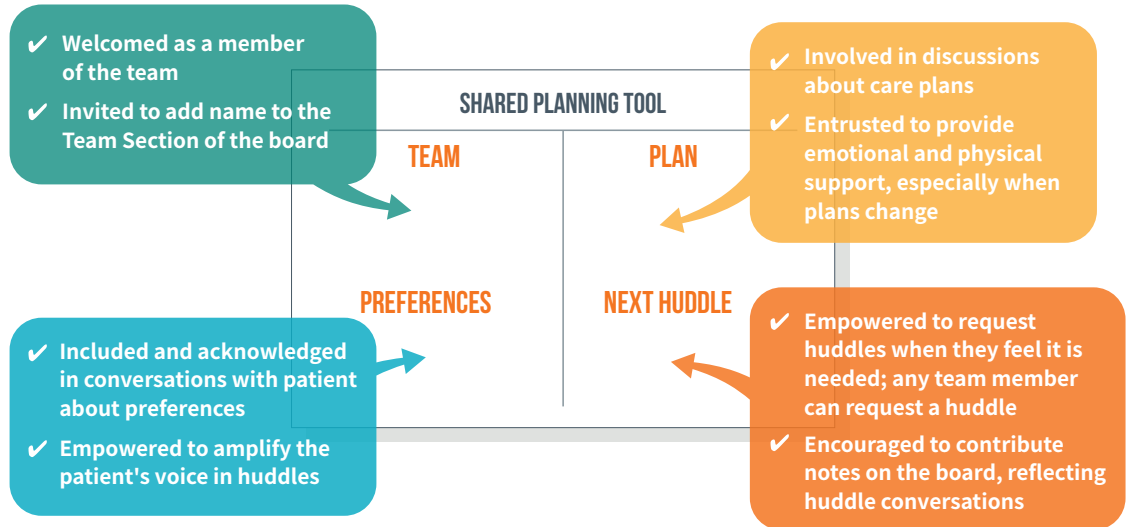 ✔ Welcomed as a member
of the team
✔ Invited to add name to the
Team Section of the board
SHARED PLANNING TOOL
TEAM
PLAN
✔ Involved in discussions
about care plans
✔ Entrusted to provide
emotional and physical
support, especially when
plans change
PREFERENCES
NEXT HUDDLE
✔ Included and acknowledged
in conversations with patient
about preferences
✔ Empowered to amplify the
patient's voice in huddles
✔ Empowered to request
huddles when they feel it is
needed; any team member
can request a huddle
✔ Encouraged to contribute
notes on the board, reflecting
huddle conversations